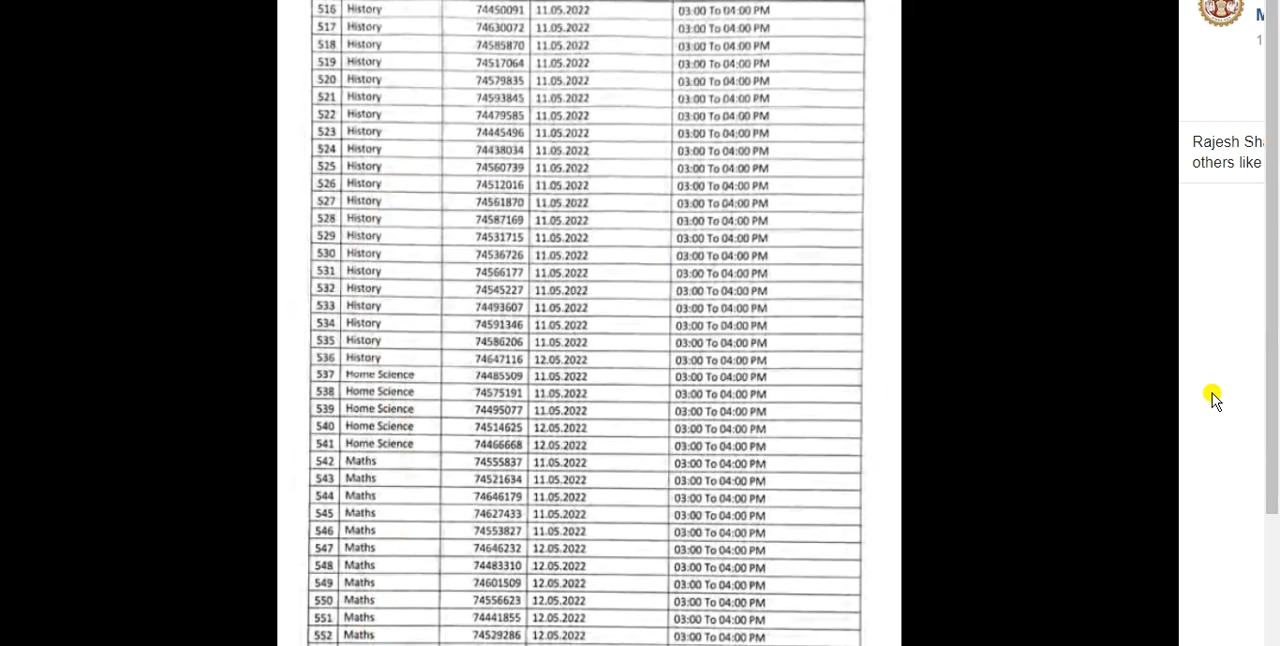 516 History 74450091 11.05.2022 03:00 To 04:00 PM
517 History 74630072 11.05.2022 03:00 To 04:00 PM
518 History 74585870 11.05.2022 03:00 To 04:00 PM
519 History 74517064 11.05.2022 03:00 To 04:00 PM
520 History 74579835 11.05.2022 03:00 To 04:00 PM
521 History 74593845 11.05.2022 03:00 To 04:00 PM
522 History 74479585 11.05.2022 03:00 To 04:00 PM
523 History 74445496 11.05.2022 03:00 To 04:00 PM
524 History 74438034 11.05.2022 03:00 To 04:00 PM
525 History 74560739 11.05.2022 03:00 To 04:00 PM
526 History 74512016 11.05.2022 03:00 To 04:00 PM
527 History 74561870 11.05.2022 03:00 To 04:00 PM
528 History 74587169 11.05.2022 03:00 To 04:00 PM
529 History 74531715 11.05.2022 03:00 To 04:00 PM
530 History 74536726 11.05.2022 03:00 To 04:00 PM
531 History 74566177 11.05.2022 03:00 To 04:00 PM
532 History 74545227 11.05.2022 03:00 To 04:00 PM
533 History 74493607 11.05.2022 03:00 To 04:00 PM
534 History 74591346 11.05.2022 03:00 To 04:00 PM
535 History 74586206 11.05.2022 03:00 To 04:00 PM
536 History 74647116 12.05.2022 03:00 To 04:00 PM
537 Home Science 74485509 11.05.2022 03:00 To 04:00 PM
538 Home Science 74575191 11.05.2022 03:00 To 04:00 PM
539 Home Science 74495077 11.05.2022 03:00 To 04:00 PM
540 Home Science 74514625 12.05.2022 03:00 To 04:00 PM
541 Home Science 74466668 12.05.2022 03:00 To 04:00 PM
542 Maths 74555837 11.05.2022 03:00 To 04:00 PM
543 Maths 74521634 11.05.2022 03:00 To 04:00 PM
544 Maths 74646179 11.05.2022 03:00 To 04:00 PM
545 Maths 74627433 11.05.2022 03:00 To 04:00 PM
546 Maths 74553827 11.05.2022 03:00 To 04:00 PM
547 Maths 74646232 12.05.2022 03:00 To 04:00 PM
548 Maths 74483310 12.05.2022 03:00 To 04:00 PM
549 Maths 74601509 12.05.2022 03:00 To 04:00 PM
550 Maths 74556623 12.05.2022 03:00 To 04:00 PM
551 Maths 74441855 12.05.2022 03:00 To 04:00 PM
552 Maths 74529286 12.05.2022 03:00 To 04:00 PM
M
1
Rajesh Sh
others like